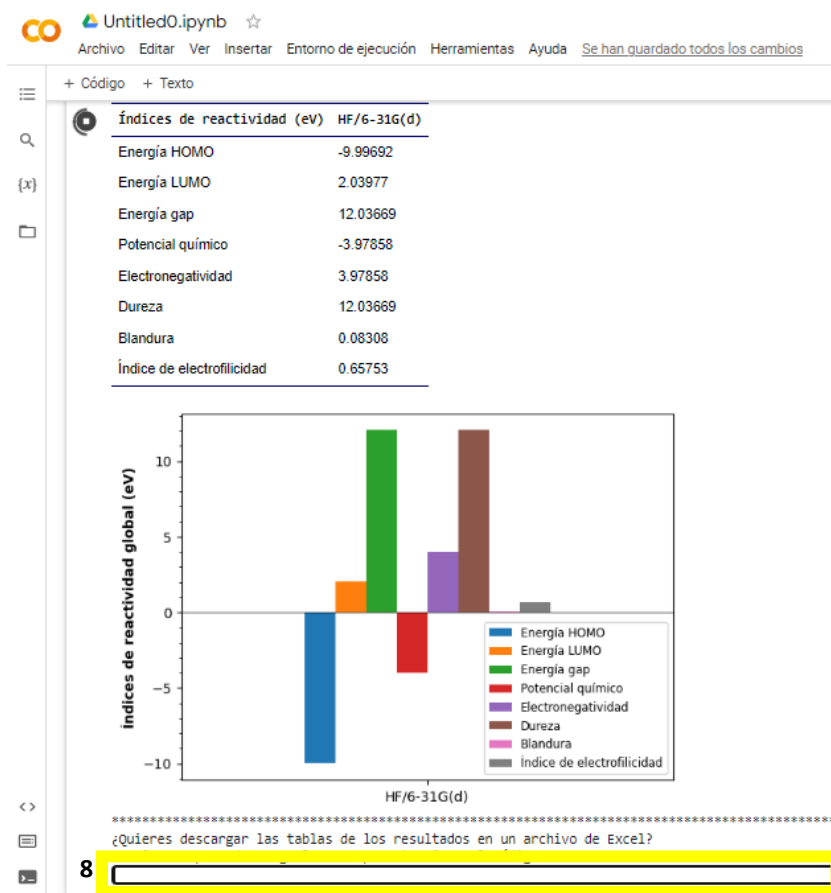 CO Untitled0.ipynb
Archivo Editar Ver Insertar Entorno de ejecución Herramientas Ayuda Se han guardado todos los cambios
+ Código + Texto
Índices de reactividad (eV) HF/6-31G(d)
Energía HOMO -9.99692
Energía LUMO 2.03977
{x}
Energía gap 12.03669
Potencial químico -3.97858
Electronegatividad 3.97858
Dureza 12.03669
Blandura 0.08308
Índice de electrofilicidad 0.65753
Índices de reactividad global (eV)
10
5
0
−5
−10
Energía HOMO
Energía LUMO
Energía gap
Potencial químico
Electronegatividad
Dureza
Blandura
Índice de electrofilicidad
HF/6-31G(d)
¿Quieres descargar las tablas de los resultados en un archivo de Excel?
8